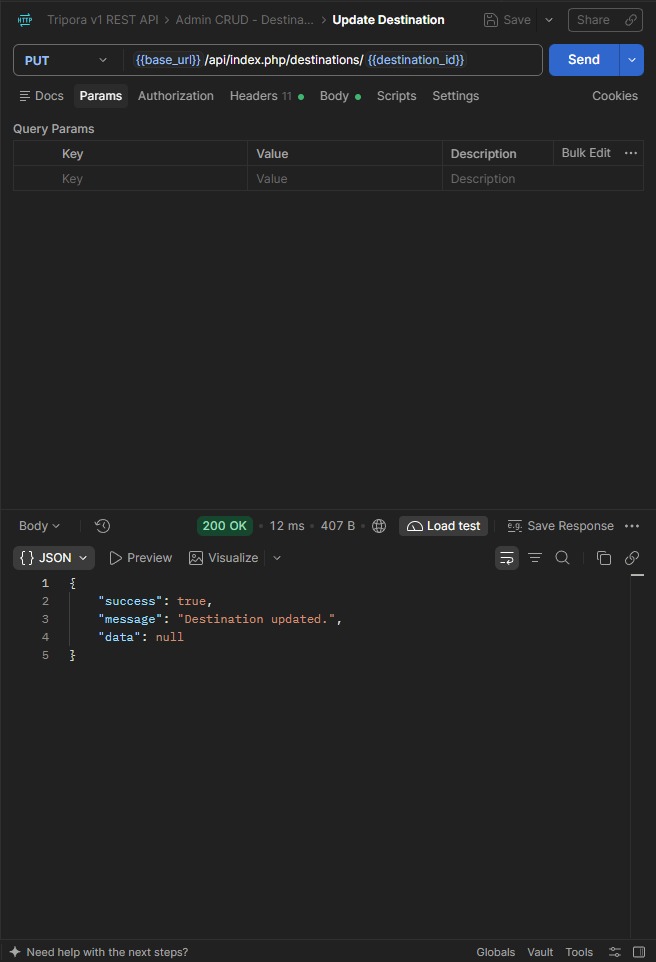 HTTP Tripora v1 REST API > Admin CRUD - Destina... > Update Destination Save Share
PUT {{base_url}} /api/index.php/destinations/ {{destination_id}} Send
Docs Params Authorization Headers 11 Body Scripts Settings Cookies
Query Params
Key Value Description Bulk Edit ...
Key Value Description
Body 200 OK • 12 ms • 407 B • Load test e.g. Save Response ...
{} JSON Preview Visualize
1 {
2 "success": true,
3 "message": "Destination updated.",
4 "data": null
5 }
Need help with the next steps? Globals Vault Tools